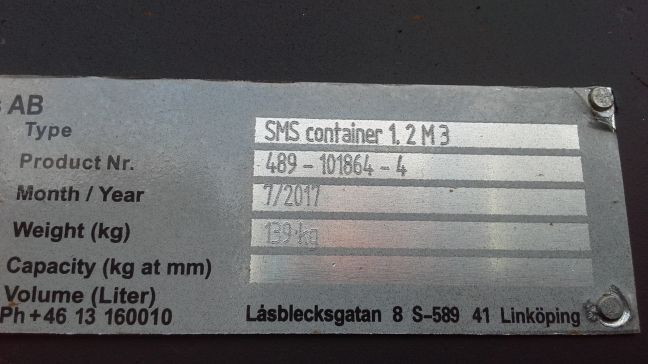 AB
Type SMS container 1.2 M3
Product Nr. 489-101864-4
Month / Year 7/2017
Weight (kg) 139 kg
Capacity (kg at mm)
Volume (Liter)
Ph +46 13 160010 Låsblecksgatan 8 S-589 41 Linköping